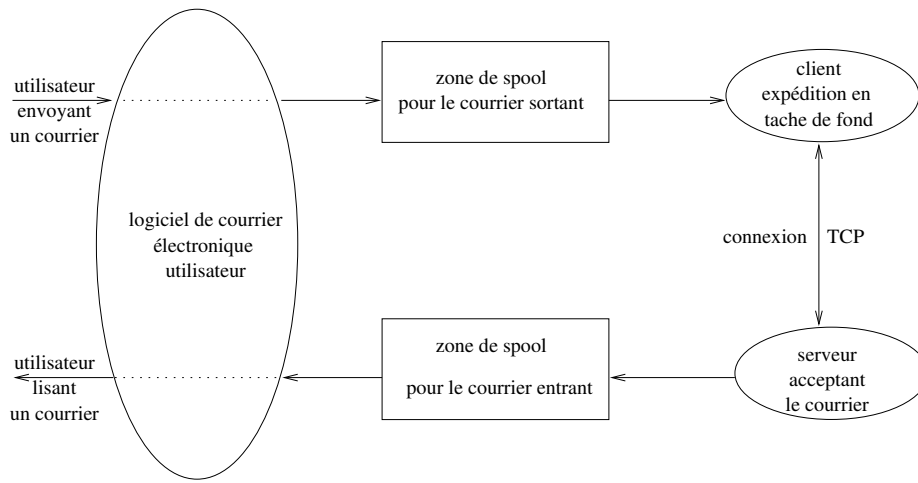 utilisateur
envoyant
un courrier
logiciel de courrier
électronique
utilisateur
zone de spool
pour le courrier sortant
client
expédition en
tache de fond
connexion
TCP
utilisateur
lisant
un courrier
zone de spool
pour le courrier entrant
serveur
acceptant
le courrier